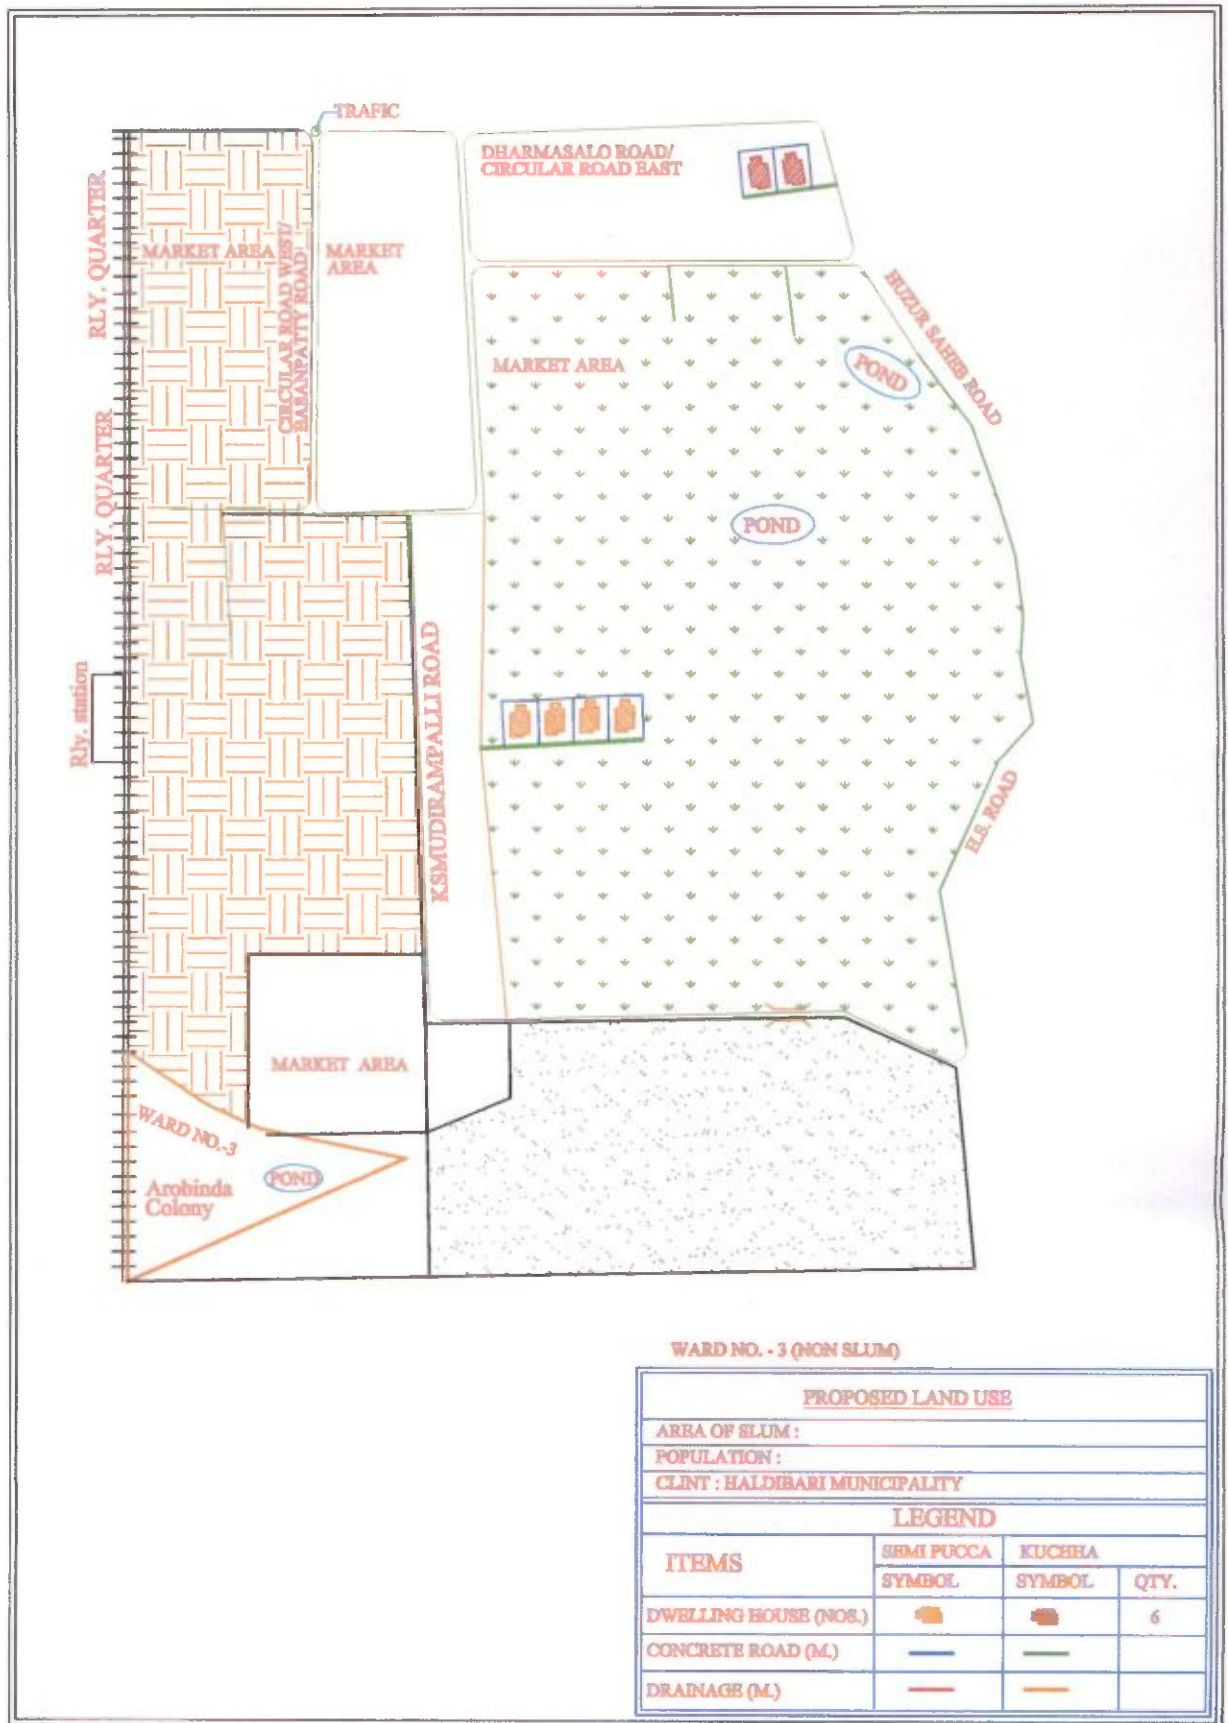 TRAFIC
DHARMASALO ROAD/
CIRCULAR ROAD EAST
RLY. QUARTER
MARKET AREA
CIRCULAR ROAD WEST/
BASANPATTY ROAD
MARKET
AREA
HUZUR SAHEB ROAD
MARKET AREA
POND
RLY. QUARTER
POND
KSMUDIRAMPALLI ROAD
Rly. station
H.S. ROAD
MARKET AREA
WARD NO.-3
Arobinda
Colony
POND
WARD NO. - 3 (NON SLUM)
PROPOSED LAND USE
AREA OF SLUM :
POPULATION :
CLINT : HALDIBARI MUNICIPALITY
LEGEND
ITEMS
SEMI PUCCA
KUCHHA
SYMBOL
SYMBOL
QTY.
DWELLING HOUSE (NOS.)
6
CONCRETE ROAD (M.)
DRAINAGE (M.)